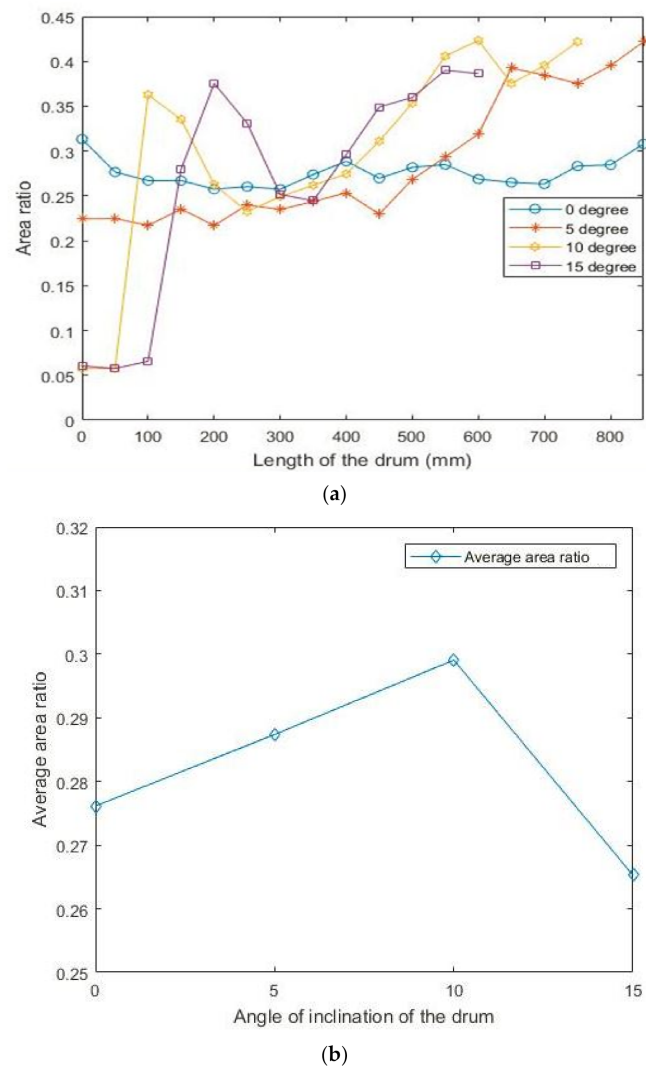 0.45
0.4
0.35
0.3
0.25
0.2
0.15
0.1
0.05
0
Area ratio
0 degree
5 degree
10 degree
15 degree
0 100 200 300 400 500 600 700 800
Length of the drum (mm)
(a)
0.32
0.31
0.3
0.29
0.28
0.27
0.26
0.25
Average area ratio
Average area ratio
0 5 10 15
Angle of inclination of the drum
(b)